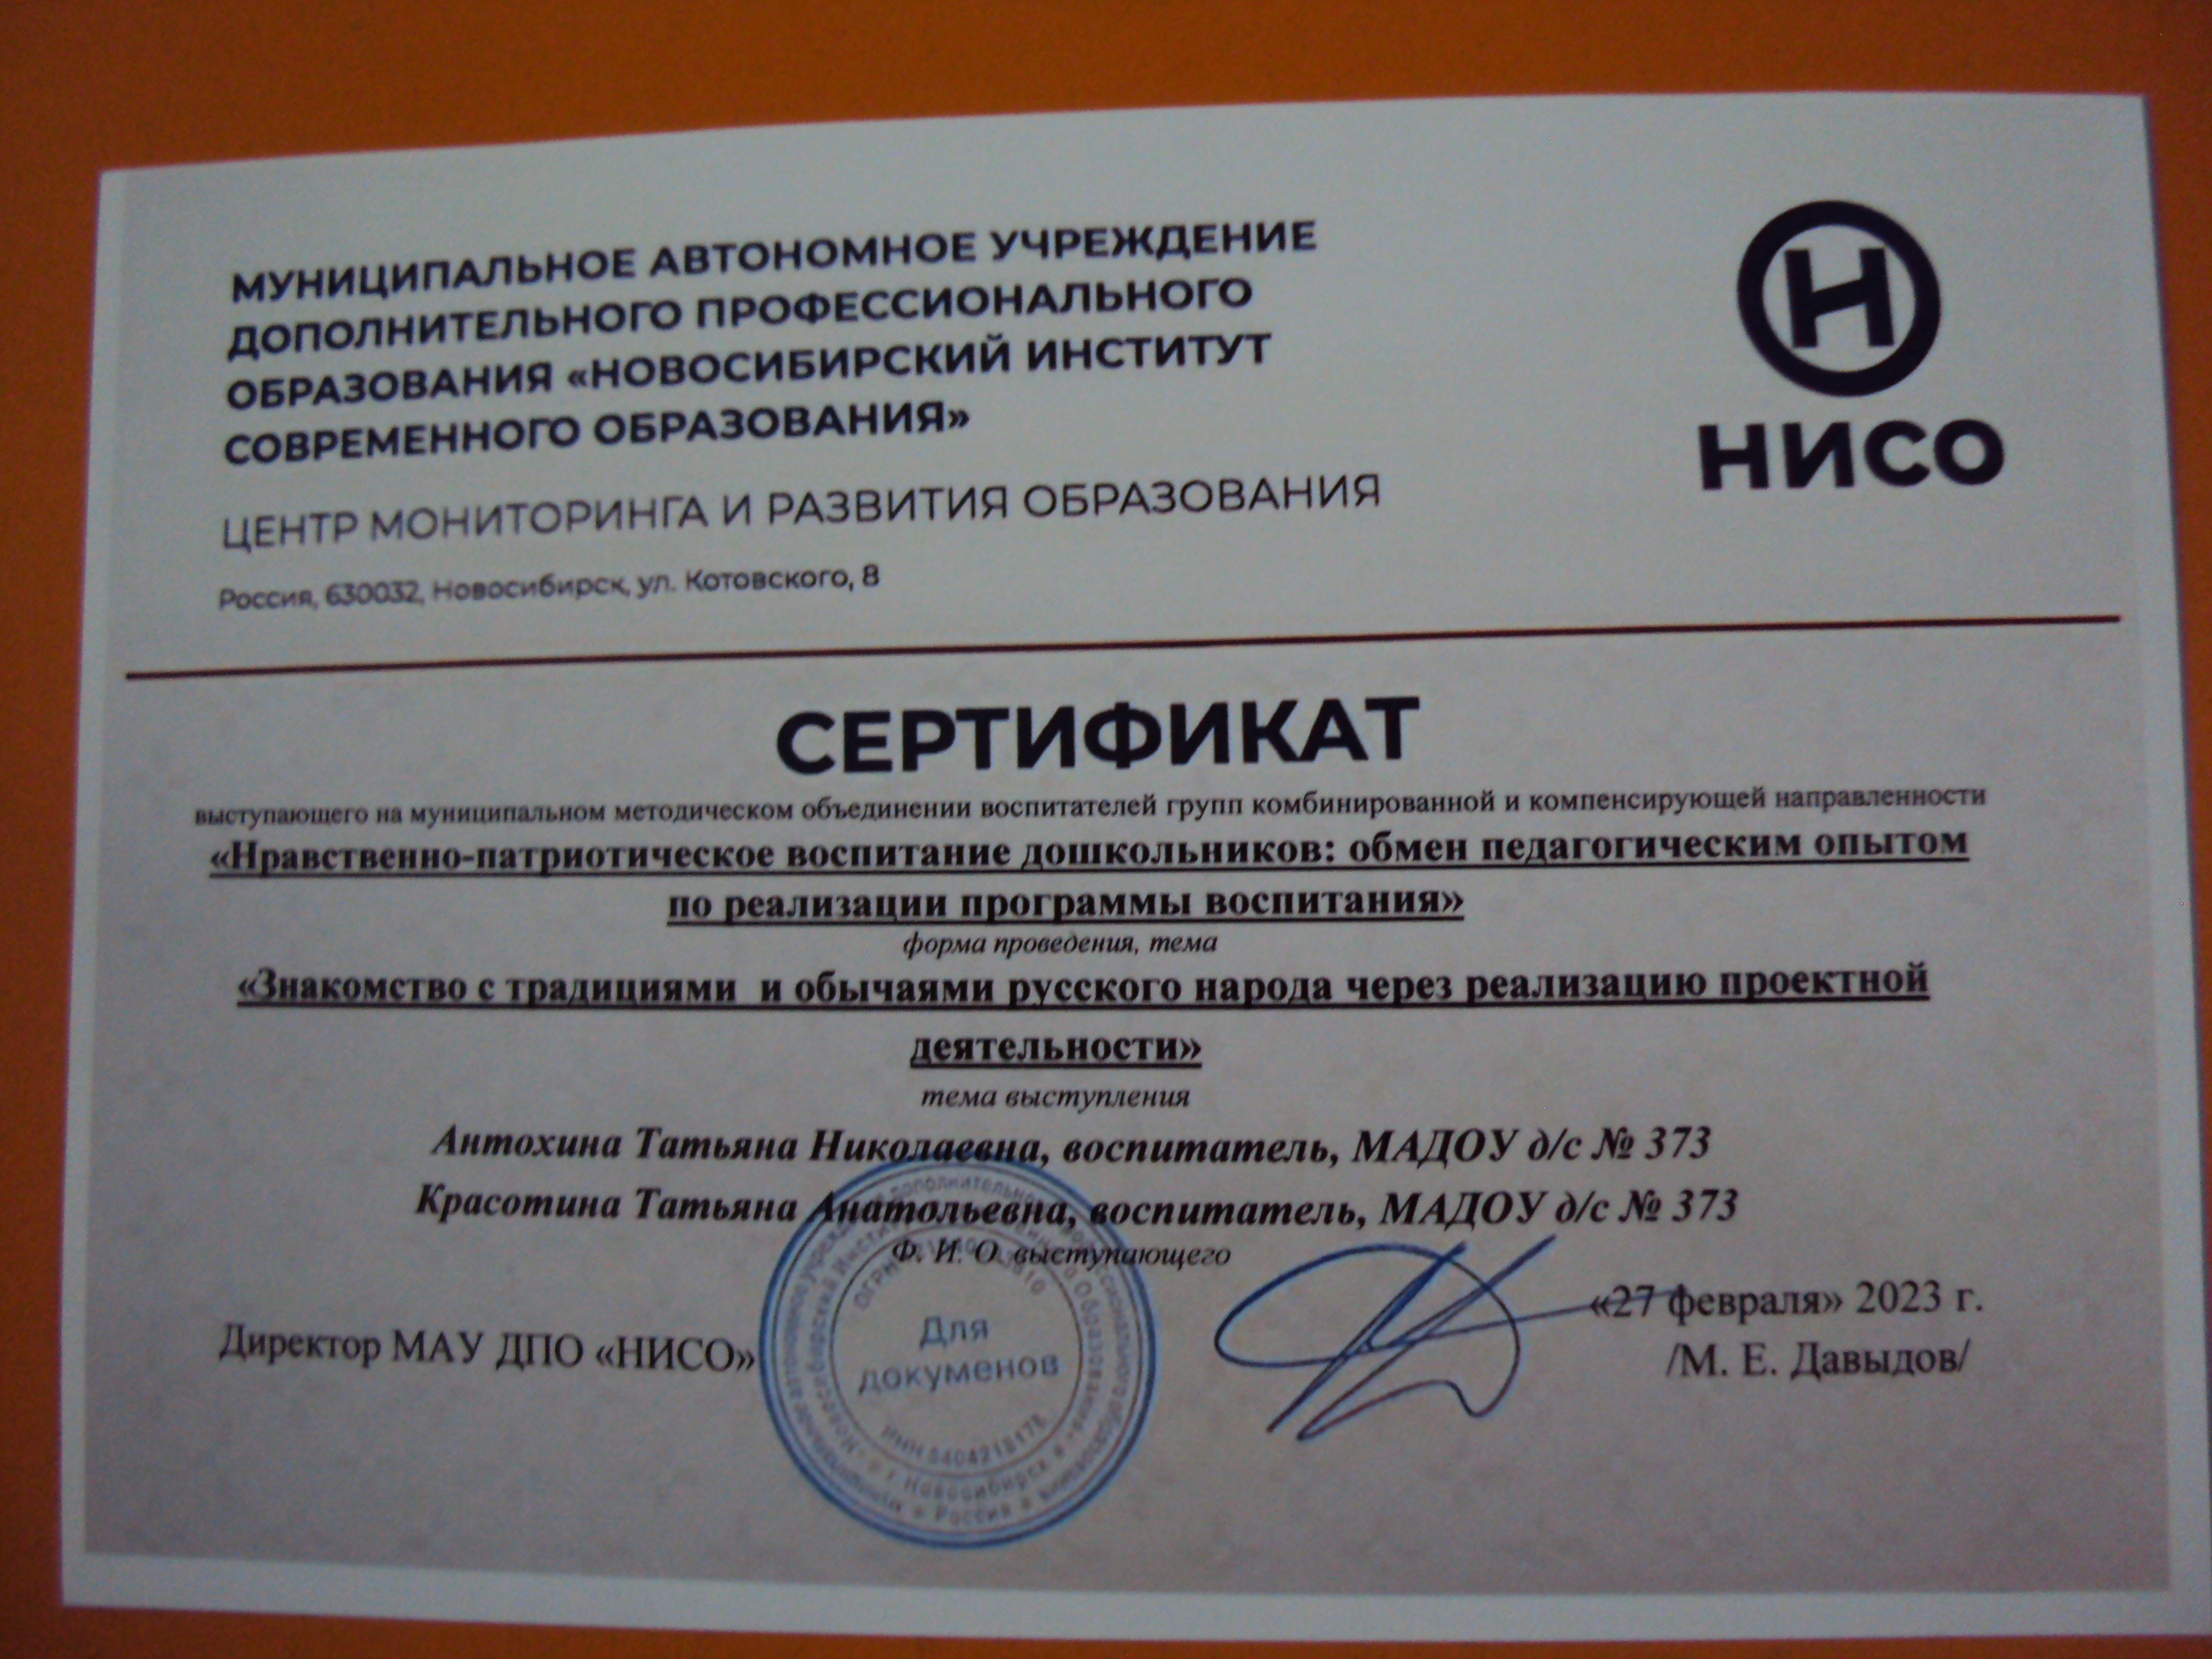 МУНИЦИПАЛЬНОЕ АВТОНОМНОЕ УЧРЕЖДЕНИЕ
ДОПОЛНИТЕЛЬНОГО ПРОФЕССИОНАЛЬНОГО
ОБРАЗОВАНИЯ «НОВОСИБИРСКИЙ ИНСТИТУТ
СОВРЕМЕННОГО ОБРАЗОВАНИЯ»
ЦЕНТР МОНИТОРИНГА И РАЗВИТИЯ ОБРАЗОВАНИЯ
Россия, 630032, Новосибирск, ул. Котовского, 8
Н
НИСО
СЕРТИФИКАТ
выступающего на муниципальном методическом объединении воспитателей групп комбинированной и компенсирующей направленности
«Нравственно-патриотическое воспитание дошкольников: обмен педагогическим опытом
по реализации программы воспитания»
форма проведения, тема
«Знакомство с традициями и обычаями русского народа через реализацию проектной
деятельности»
тема выступления
Антохина Татьяна Николаевна, воспитатель, МАДОУ д/с № 373
Красотина Татьяна Анатольевна, воспитатель, МАДОУ д/с № 373
Ф. И. О. выступающего
«27 февраля» 2023 г.
Директор МАУ ДПО «НИСО»
/М. Е. Давыдов/
Для
докуменов
г. Новосибирск
Россия